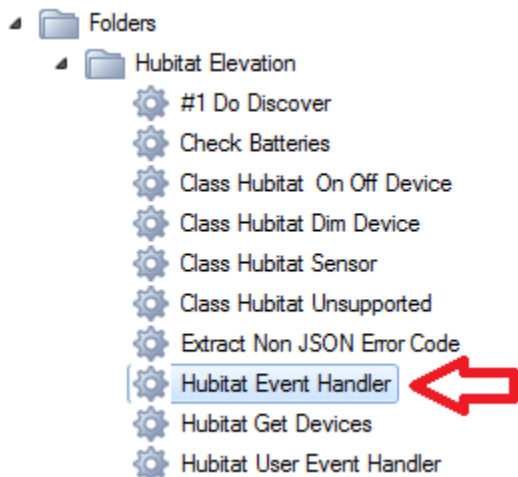 Folders
Hubitat Elevation
#1 Do Discover
Check Batteries
Class Hubitat  On Off Device
Class Hubitat Dim Device
Class Hubitat Sensor
Class Hubitat Unsupported
Extract Non JSON Error Code
Hubitat Event Handler
Hubitat Get Devices
Hubitat User Event Handler